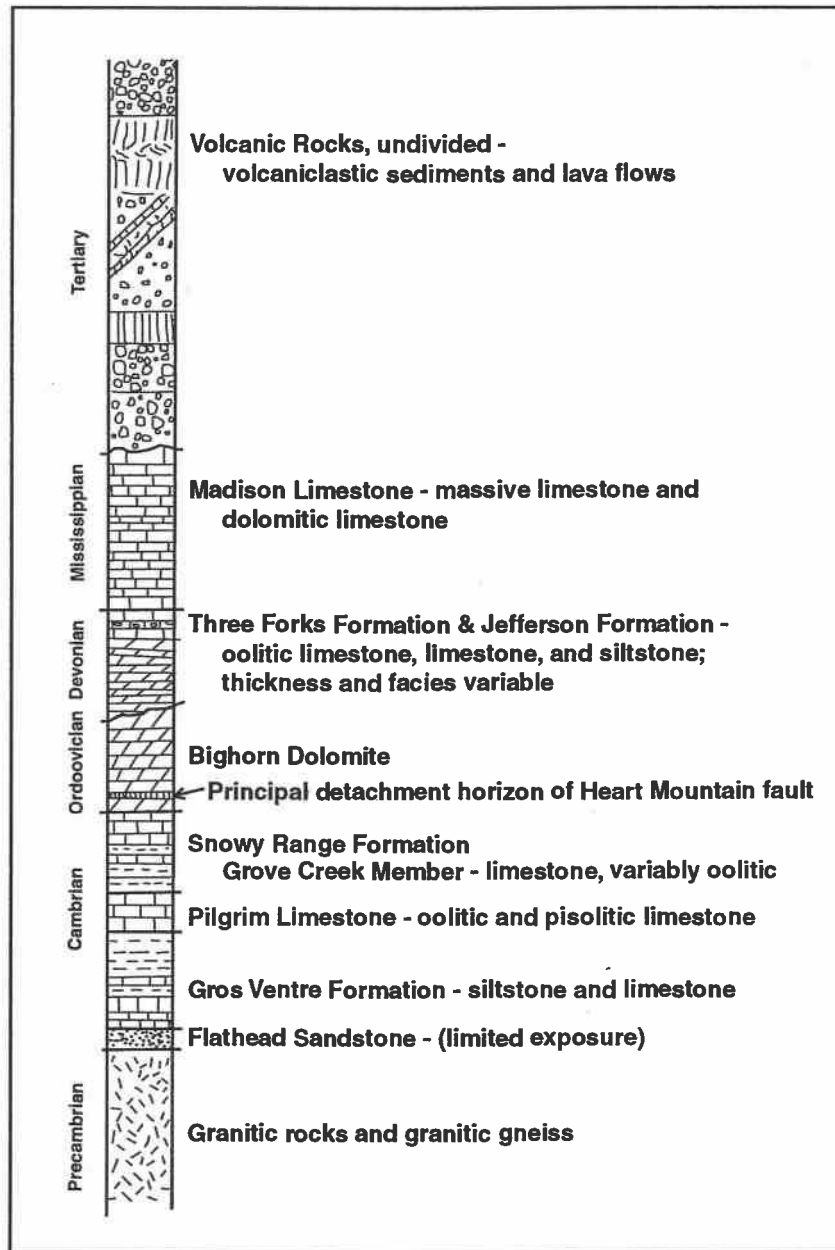 Tertiary
Volcanic Rocks, undivided -
volcaniclastic sediments and lava flows
Mississippian
Madison Limestone - massive limestone and
dolomitic limestone
Devonian
Three Forks Formation & Jefferson Formation -
oolitic limestone, limestone, and siltstone;
thickness and facies variable
Ordoovician
Bighorn Dolomite
Principal detachment horizon of Heart Mountain fault
Cambrian
Snowy Range Formation
Grove Creek Member - limestone, variably oolitic
Pilgrim Limestone - oolitic and pisolitic limestone
Gros Ventre Formation - siltstone and limestone
Flathead Sandstone - (limited exposure)
Precambrian
Granitic rocks and granitic gneiss